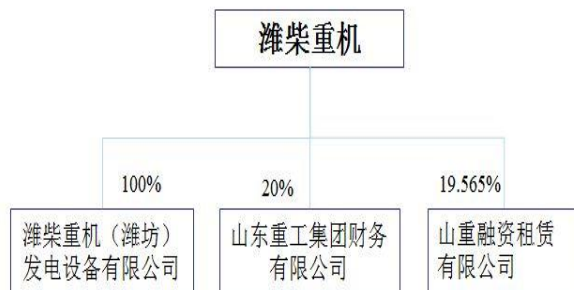 潍柴重机
100%
20%
19.565%
潍柴重机（潍坊）
发电设备有限公司
山东重工集团财务
有限公司
山重融资租赁
有限公司